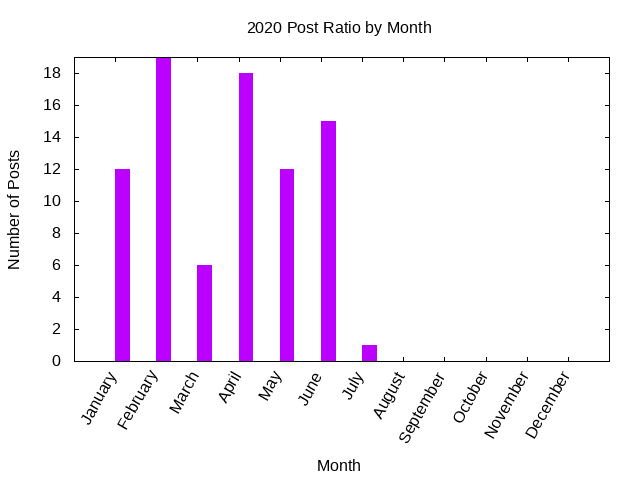 2020 Post Ratio by Month
18
16
14
12
10
8
6
4
2
0
Number of Posts
January
February
March
April
May
June
July
August
September
October
November
December
Month